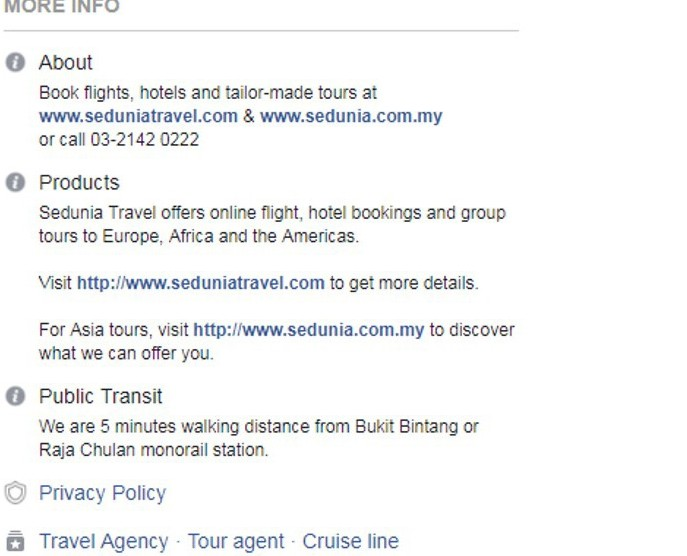 MORE INFO
About
Book flights, hotels and tailor-made tours at
www.seduniatravel.com & www.sedunia.com.my
or call 03-2142 0222
Products
Sedunia Travel offers online flight, hotel bookings and group
tours to Europe, Africa and the Americas.
Visit http://www.seduniatravel.com to get more details.
For Asia tours, visit http://www.sedunia.com.my to discover
what we can offer you.
Public Transit
We are 5 minutes walking distance from Bukit Bintang or
Raja Chulan monorail station.
Privacy Policy
Travel Agency · Tour agent · Cruise line